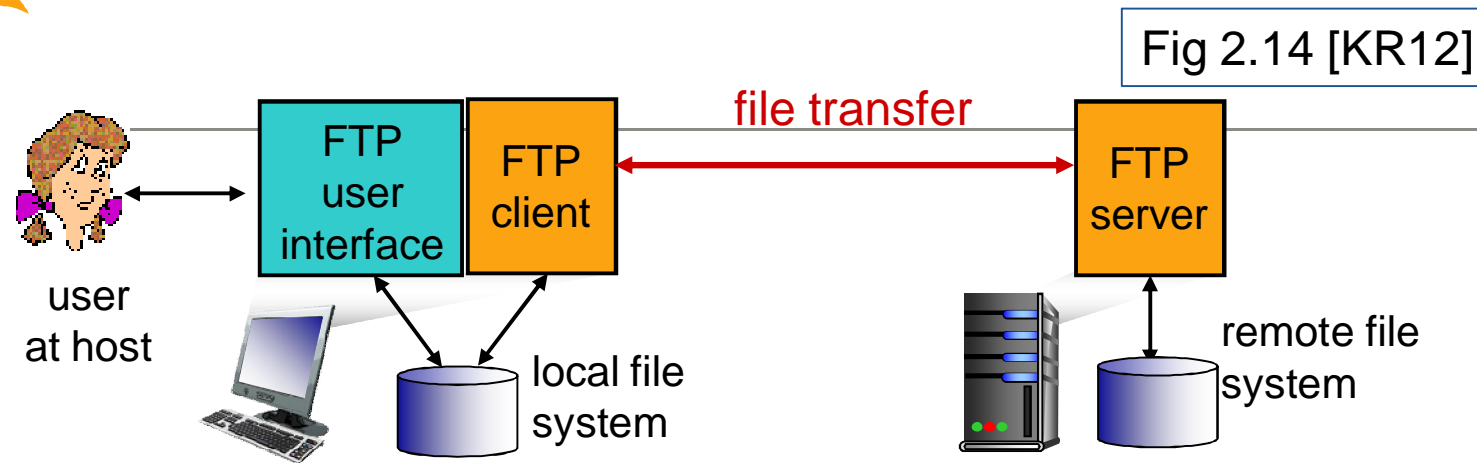 Fig 2.14 [KR12]
file transfer
FTP
user
interface
FTP
client
FTP
server
user
at host
local file
system
remote file
system